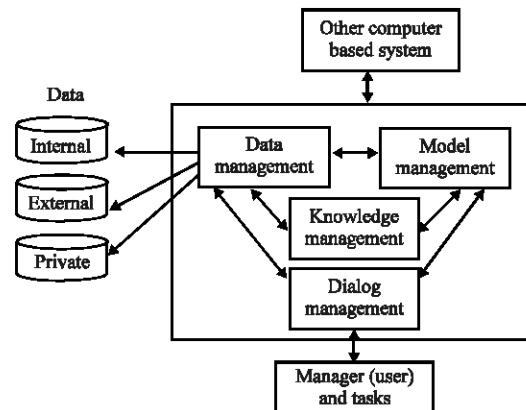 Other computer
based system
Data
Internal
External
Private
Data
management
Model
management
Knowledge
management
Dialog
management
Manager (user)
and tasks